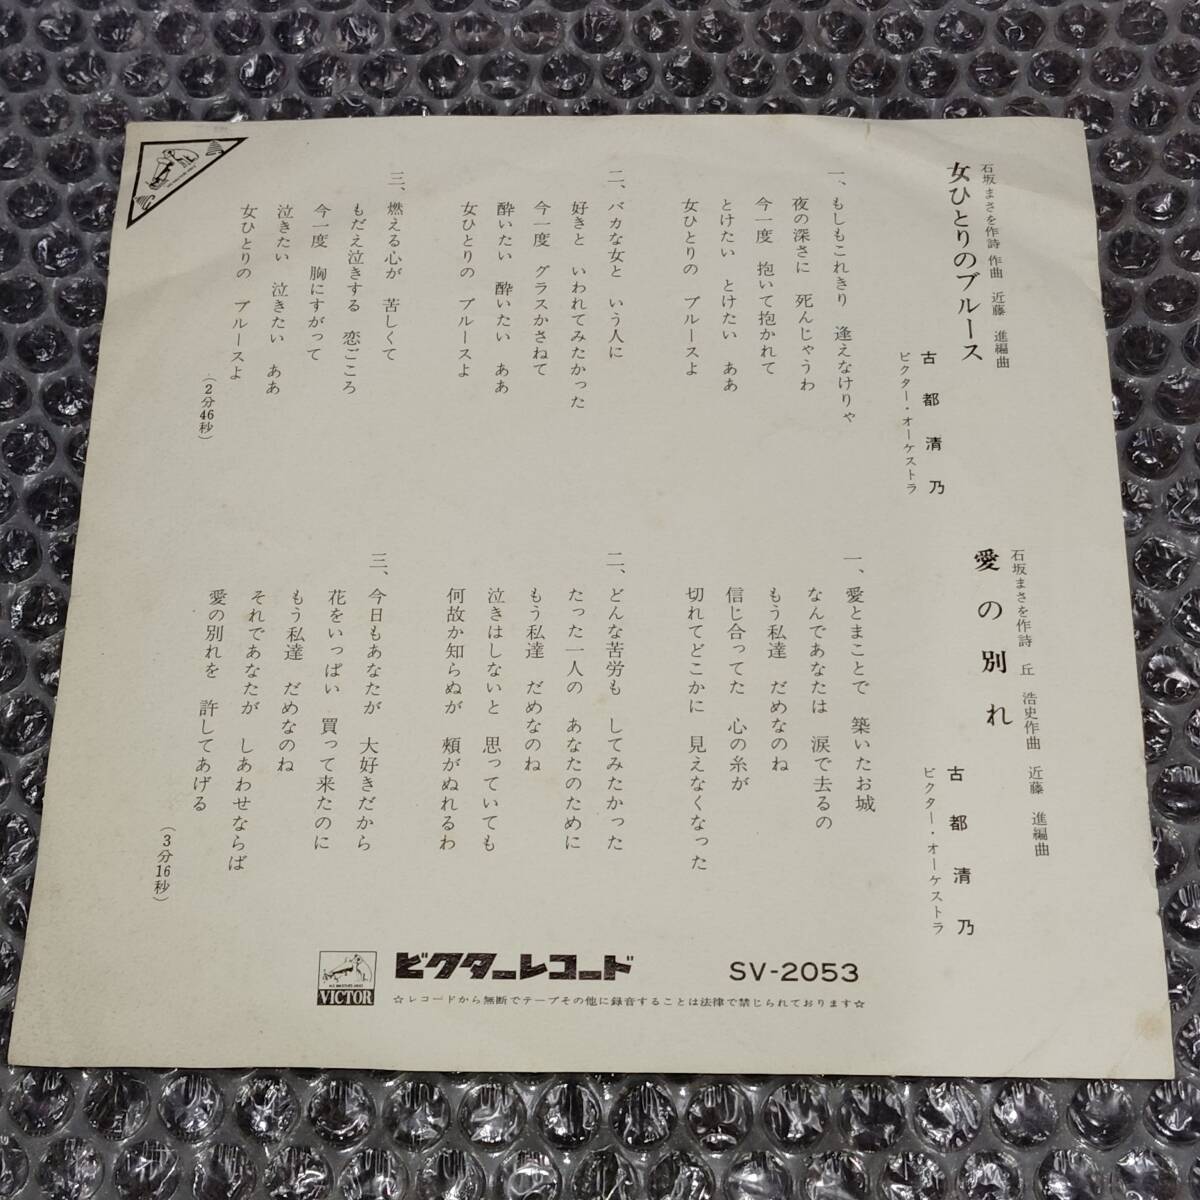 石坂 まさを作詩 作曲 近藤 進編曲
女ひとりのブルース
古都清乃
ビクター・オーケストラ
一、もしもこれきり 逢えなけりゃ
夜の深さに 死んじゃうわ
今一度 抱いて抱かれて
とけたい とけたい ああ
女ひとりの ブルースよ
二、バカな女と いう人に
好きと いわれてみたかった
今一度 グラスかさねて
酔いたい 酔いたい ああ
女ひとりの ブルースよ
三、燃える心が 苦しくて
もだえ泣きする 恋ごころ
今一度 胸にすがって
泣きたい 泣きたい ああ
女ひとりの ブルースよ
(2分46秒)
石坂 まさを作詩 丘 浩史作曲 近藤 進編曲
愛の別れ
古都清乃
ビクター・オーケストラ
一、愛とまことで 築いたお城
なんであなたは 涙で去るの
もう私達 だめなのね
信じ合ってた 心の糸が
切れてどこかに 見えなくなった
二、どんな苦労も してみたかった
たった一人の あなたのために
もう私達 だめなのね
泣きはしないと 思っていても
何故か知らぬが 頬がぬれるわ
三、今日もあなたが 大好きだから
花をいっぱい 買って来たのに
もう私達 だめなのね
それであなたが しあわせならば
愛の別れを 許してあげる
(3分16秒)
VICTOR
ビクターレコード SV-2053
☆レコードから無断でテープその他に録音することは法律で禁じられております☆